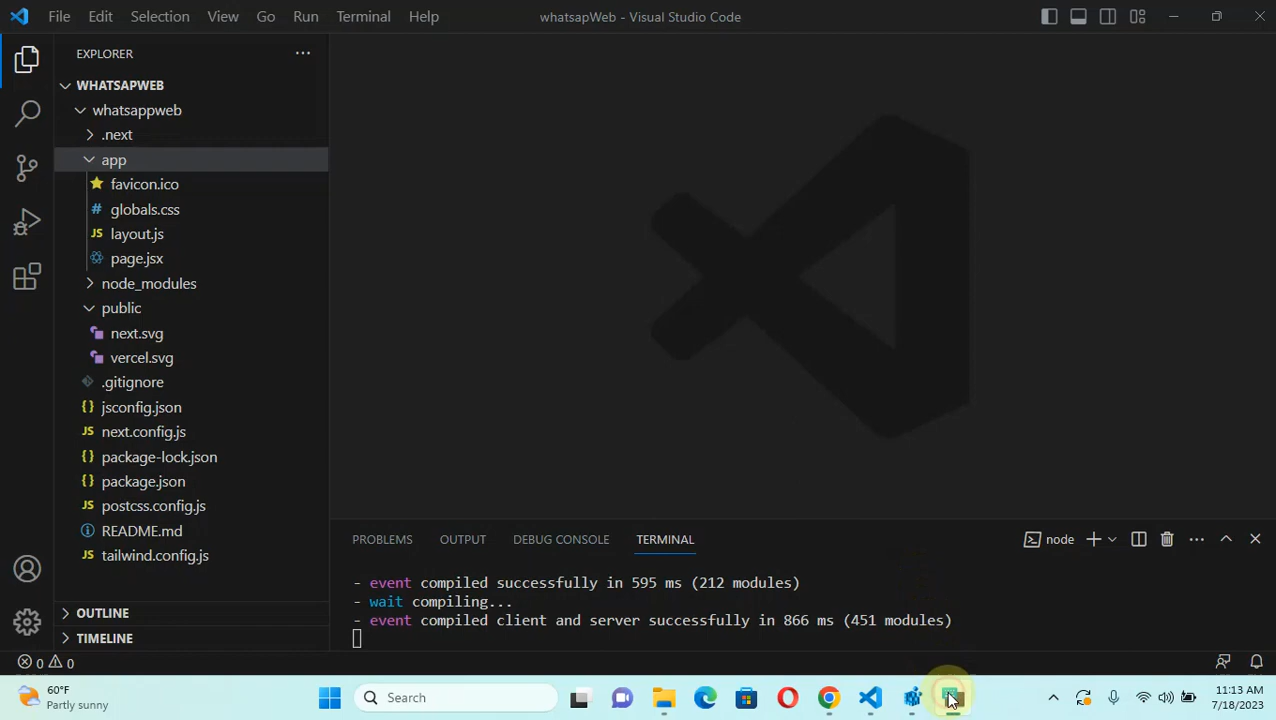 File Edit Selection View Go Run Terminal Help
whatsapWeb - Visual Studio Code
EXPLORER
WHATSAPWEB
whatsappweb
.next
app
favicon.ico
# globals.css
JS layout.js
page.jsx
node_modules
public
next.svg
vercel.svg
.gitignore
{} jsconfig.json
JS next.config.js
{} package-lock.json
{} package.json
JS postcss.config.js
README.md
JS tailwind.config.js
OUTLINE
TIMELINE
PROBLEMS OUTPUT DEBUG CONSOLE TERMINAL
node
- event compiled successfully in 595 ms (212 modules)
- wait compiling...
- event compiled client and server successfully in 866 ms (451 modules)
0 0
60°F
Partly sunny
Search
11:13 AM
7/18/2023